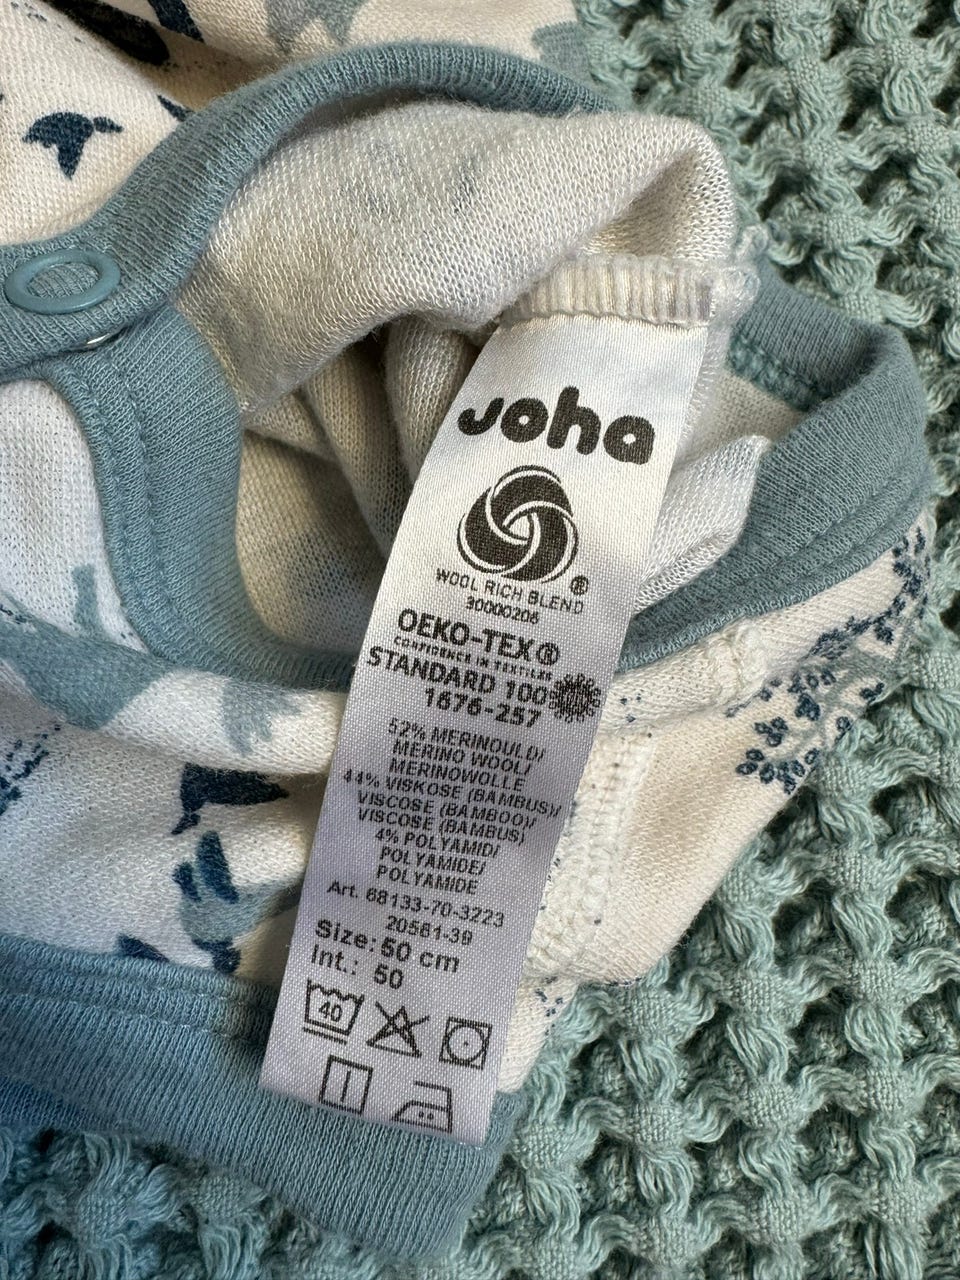 Joha
WOOL RICH BLEND ®
30000206
OEKO-TEX®
CONFIDENCE IN TEXTILES
STANDARD 100
1676-257
52% MERINOULD/
MERINO WOOL/
MERINOWOLLE
44% VISKOSE (BAMBUS)/
VISCOSE (BAMBOO)/
VISCOSE (BAMBUS)
4% POLYAMID/
POLYAMIDE/
POLYAMIDE
Art. 68133-70-3223
20561-39
Size: 50 cm
Int.: 50
40